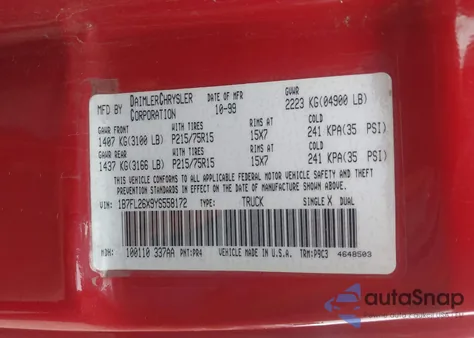 MFD BY DAIMLERCHRYSLER CORPORATION DATE OF MFR 10-99 GVWR 2223 KG(04900 LB)
GAWR FRONT WITH TIRES RIMS COLD
1407 KG(3100 LB) P215/75R15 15X7 241 KPA(35 PSI)
GAWR REAR WITH TIRES RIMS COLD
1437 KG(3166 LB) P215/75R15 15X7 241 KPA(35 PSI)
THIS VEHICLE CONFORMS TO ALL APPLICABLE FEDERAL MOTOR VEHICLE SAFETY AND THEFT
PREVENTION STANDARDS IN EFFECT ON THE DATE OF MANUFACTURE SHOWN ABOVE.
VIN: 1B7FL26X9YS558172 TYPE: TRUCK SINGLE X DUAL
MDH: 100110 337AA PNT:PR4 VEHICLE MADE IN U.S.A. TRM:P9C3 4648503
autoSnap